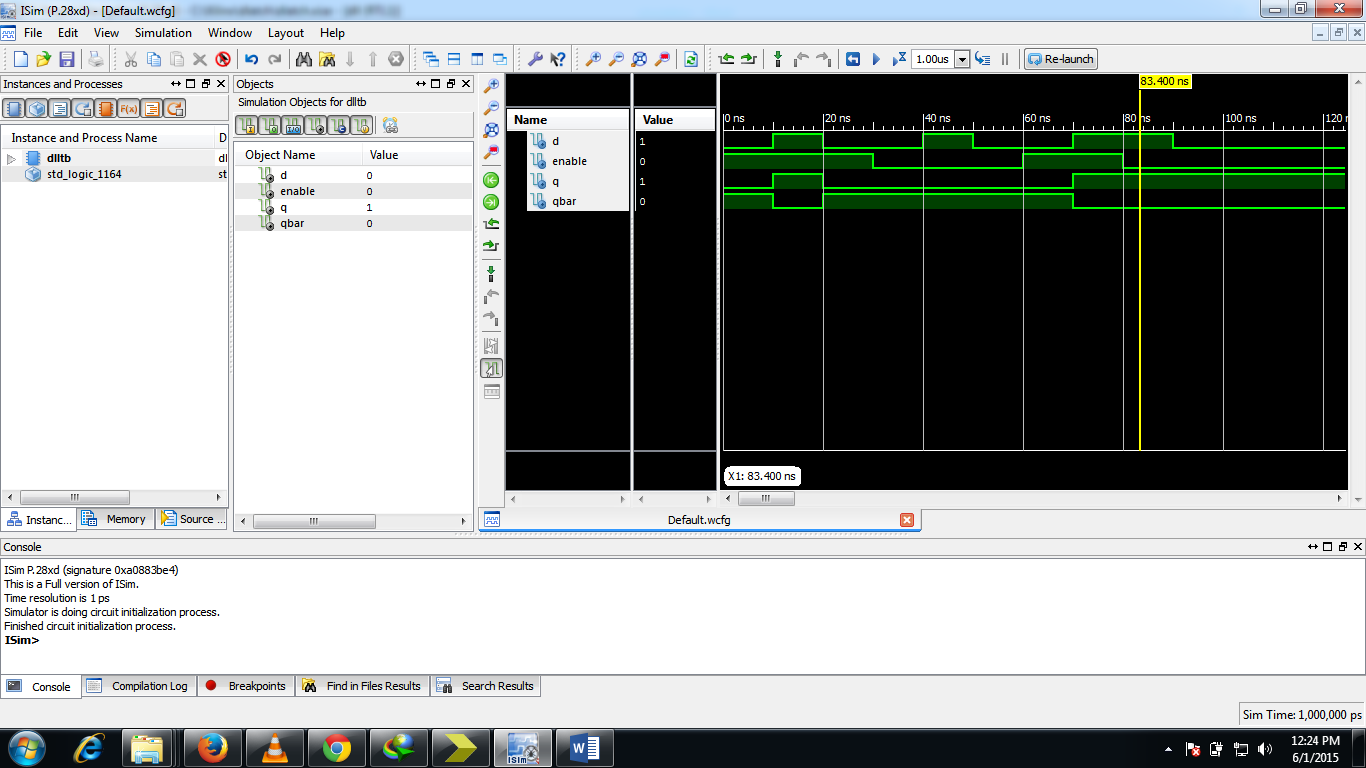 ISim (P.28xd) - [Default.wcfg]
File Edit View Simulation Window Layout Help
1.00us Re-launch
Instances and Processes
Objects
Simulation Objects for dlltb
Instance and Process Name D
dlltb dl
std_logic_1164 st
Object Name Value
d 0
enable 0
q 1
qbar 0
Name Value
d 1
enable 0
q 1
qbar 0
83.400 ns
0 ns 20 ns 40 ns 60 ns 80 ns 100 ns 120 n
X1: 83.400 ns
Instanc... Memory Source ...
Default.wcfg
Console
ISim P.28xd (signature 0xa0883be4)
This is a Full version of ISim.
Time resolution is 1 ps
Simulator is doing circuit initialization process.
Finished circuit initialization process.
ISim>
Console Compilation Log Breakpoints Find in Files Results Search Results
Sim Time: 1,000,000 ps
ISim
12:24 PM
6/1/2015